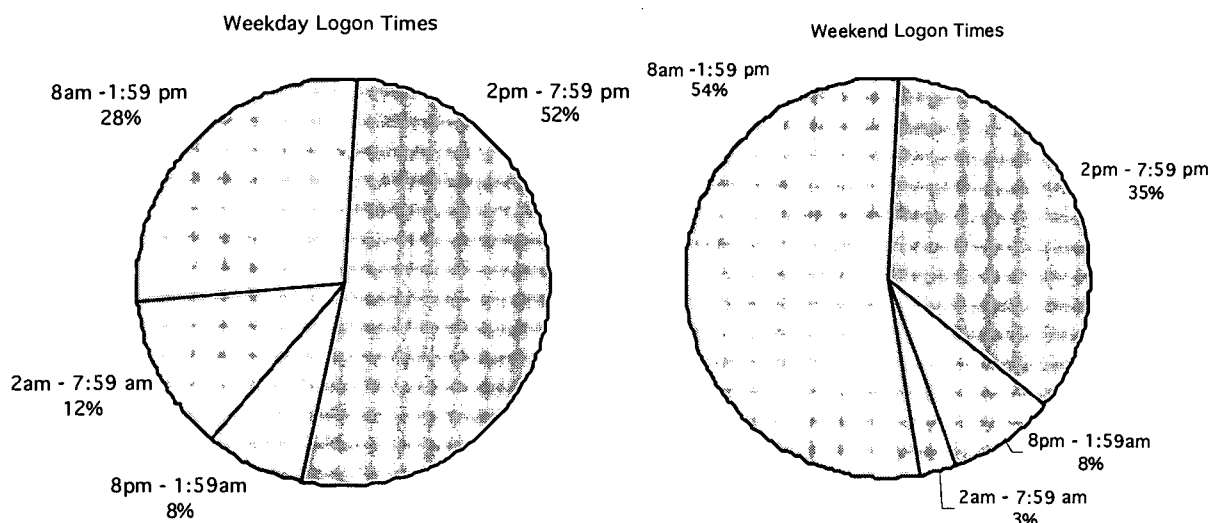 Weekday Logon Times
8am -1:59 pm
28%
2pm - 7:59 pm
52%
2am - 7:59 am
12%
8pm - 1:59am
8%
Weekend Logon Times
8am -1:59 pm
54%
2pm - 7:59 pm
35%
8pm - 1:59am
8%
2am - 7:59 am
3%